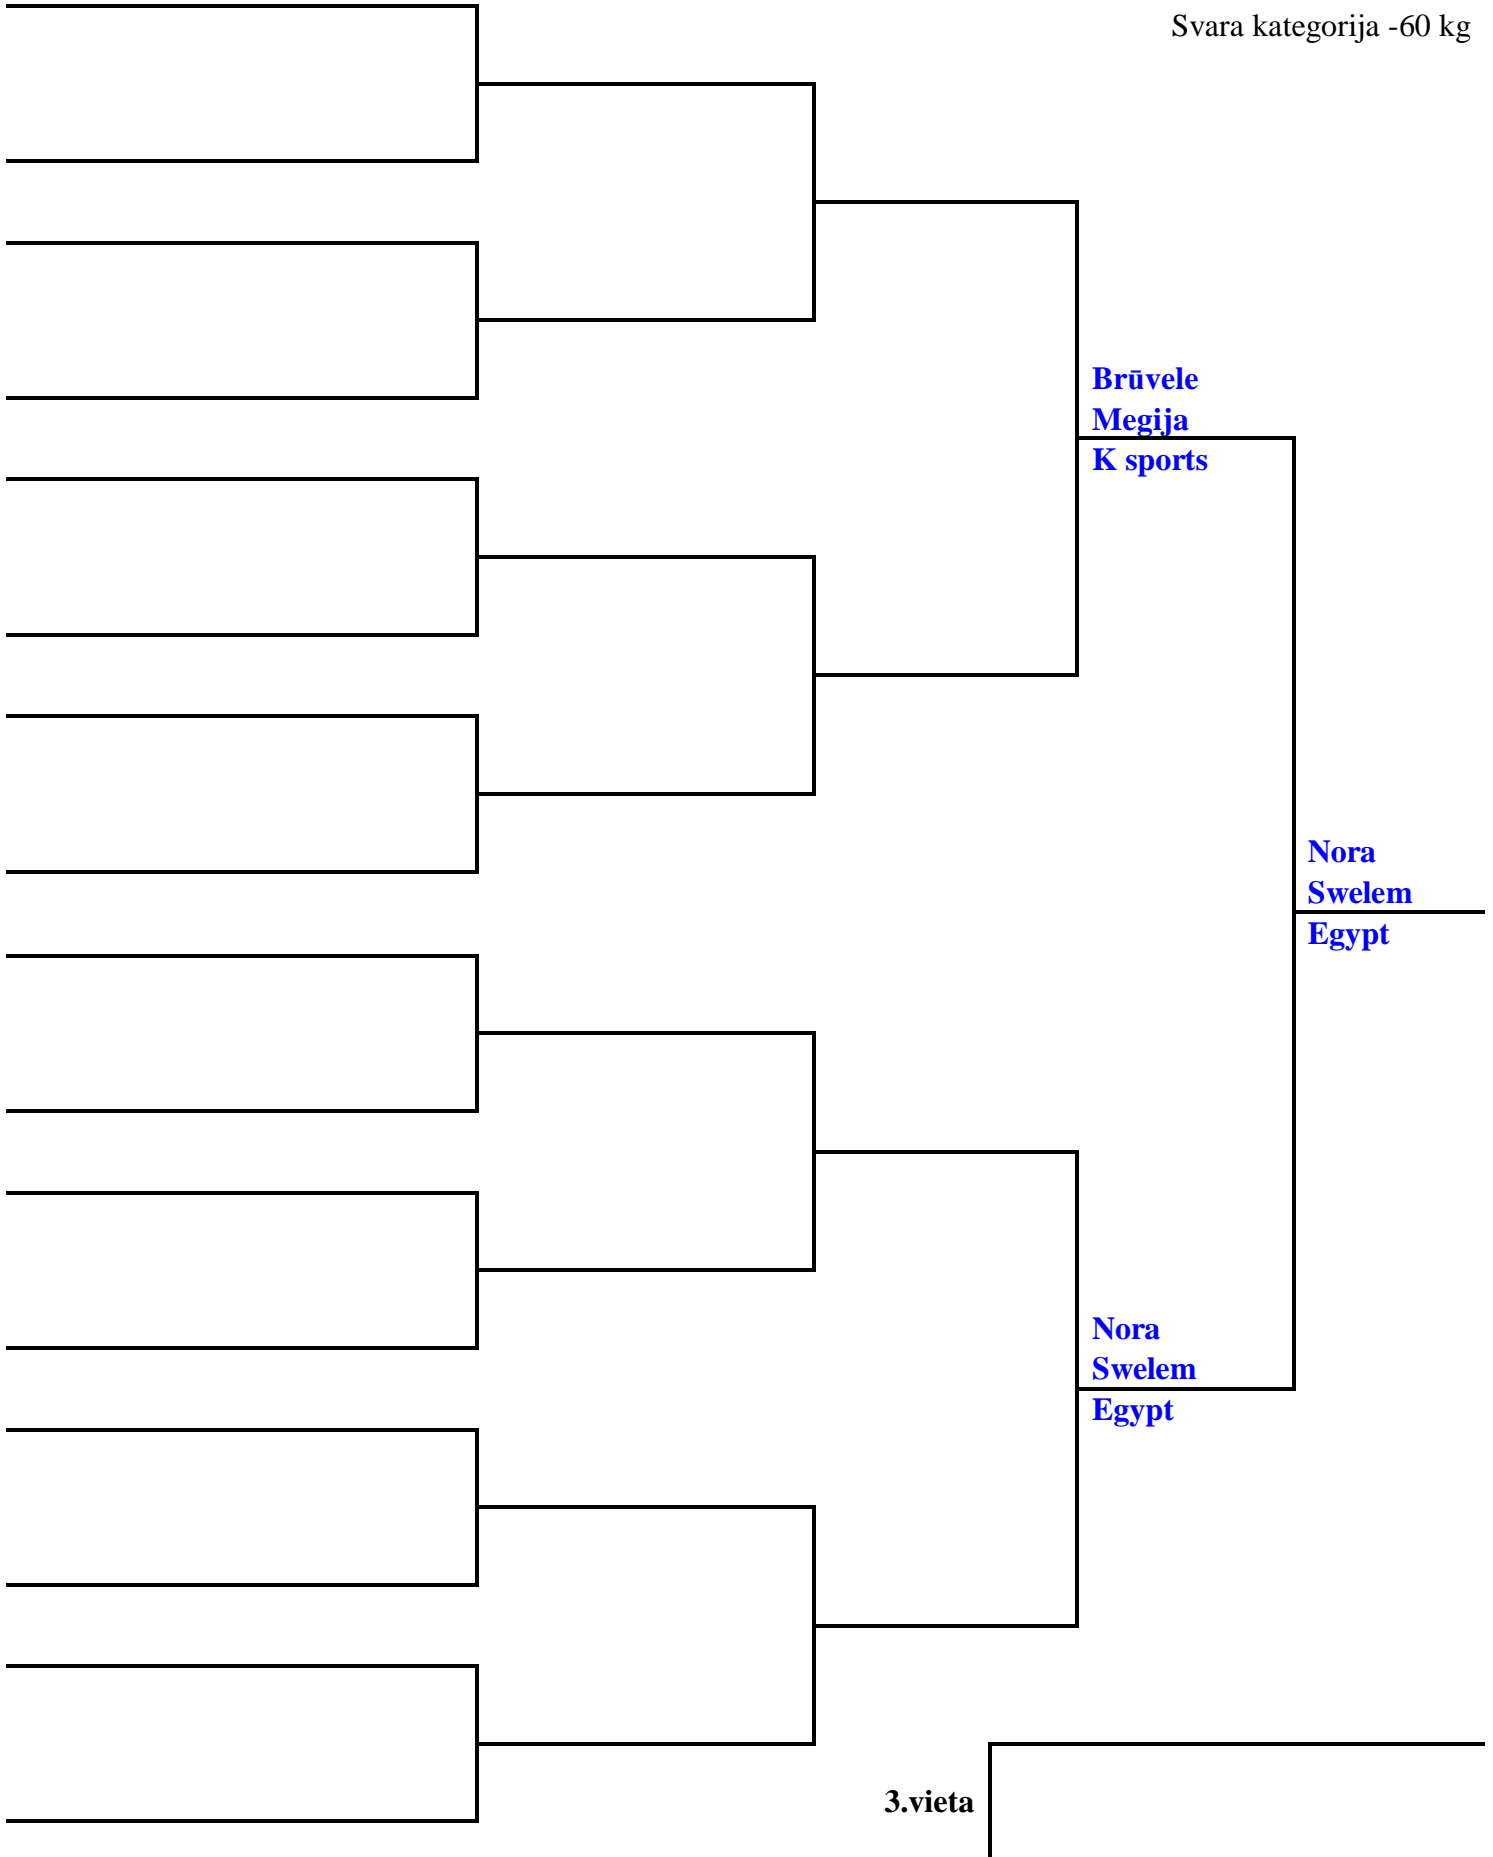 Svara kategorija -60 kg
Brūvele
Megija
K sports
Nora
Swelem
Egypt
Nora
Swelem
Egypt
3.vieta